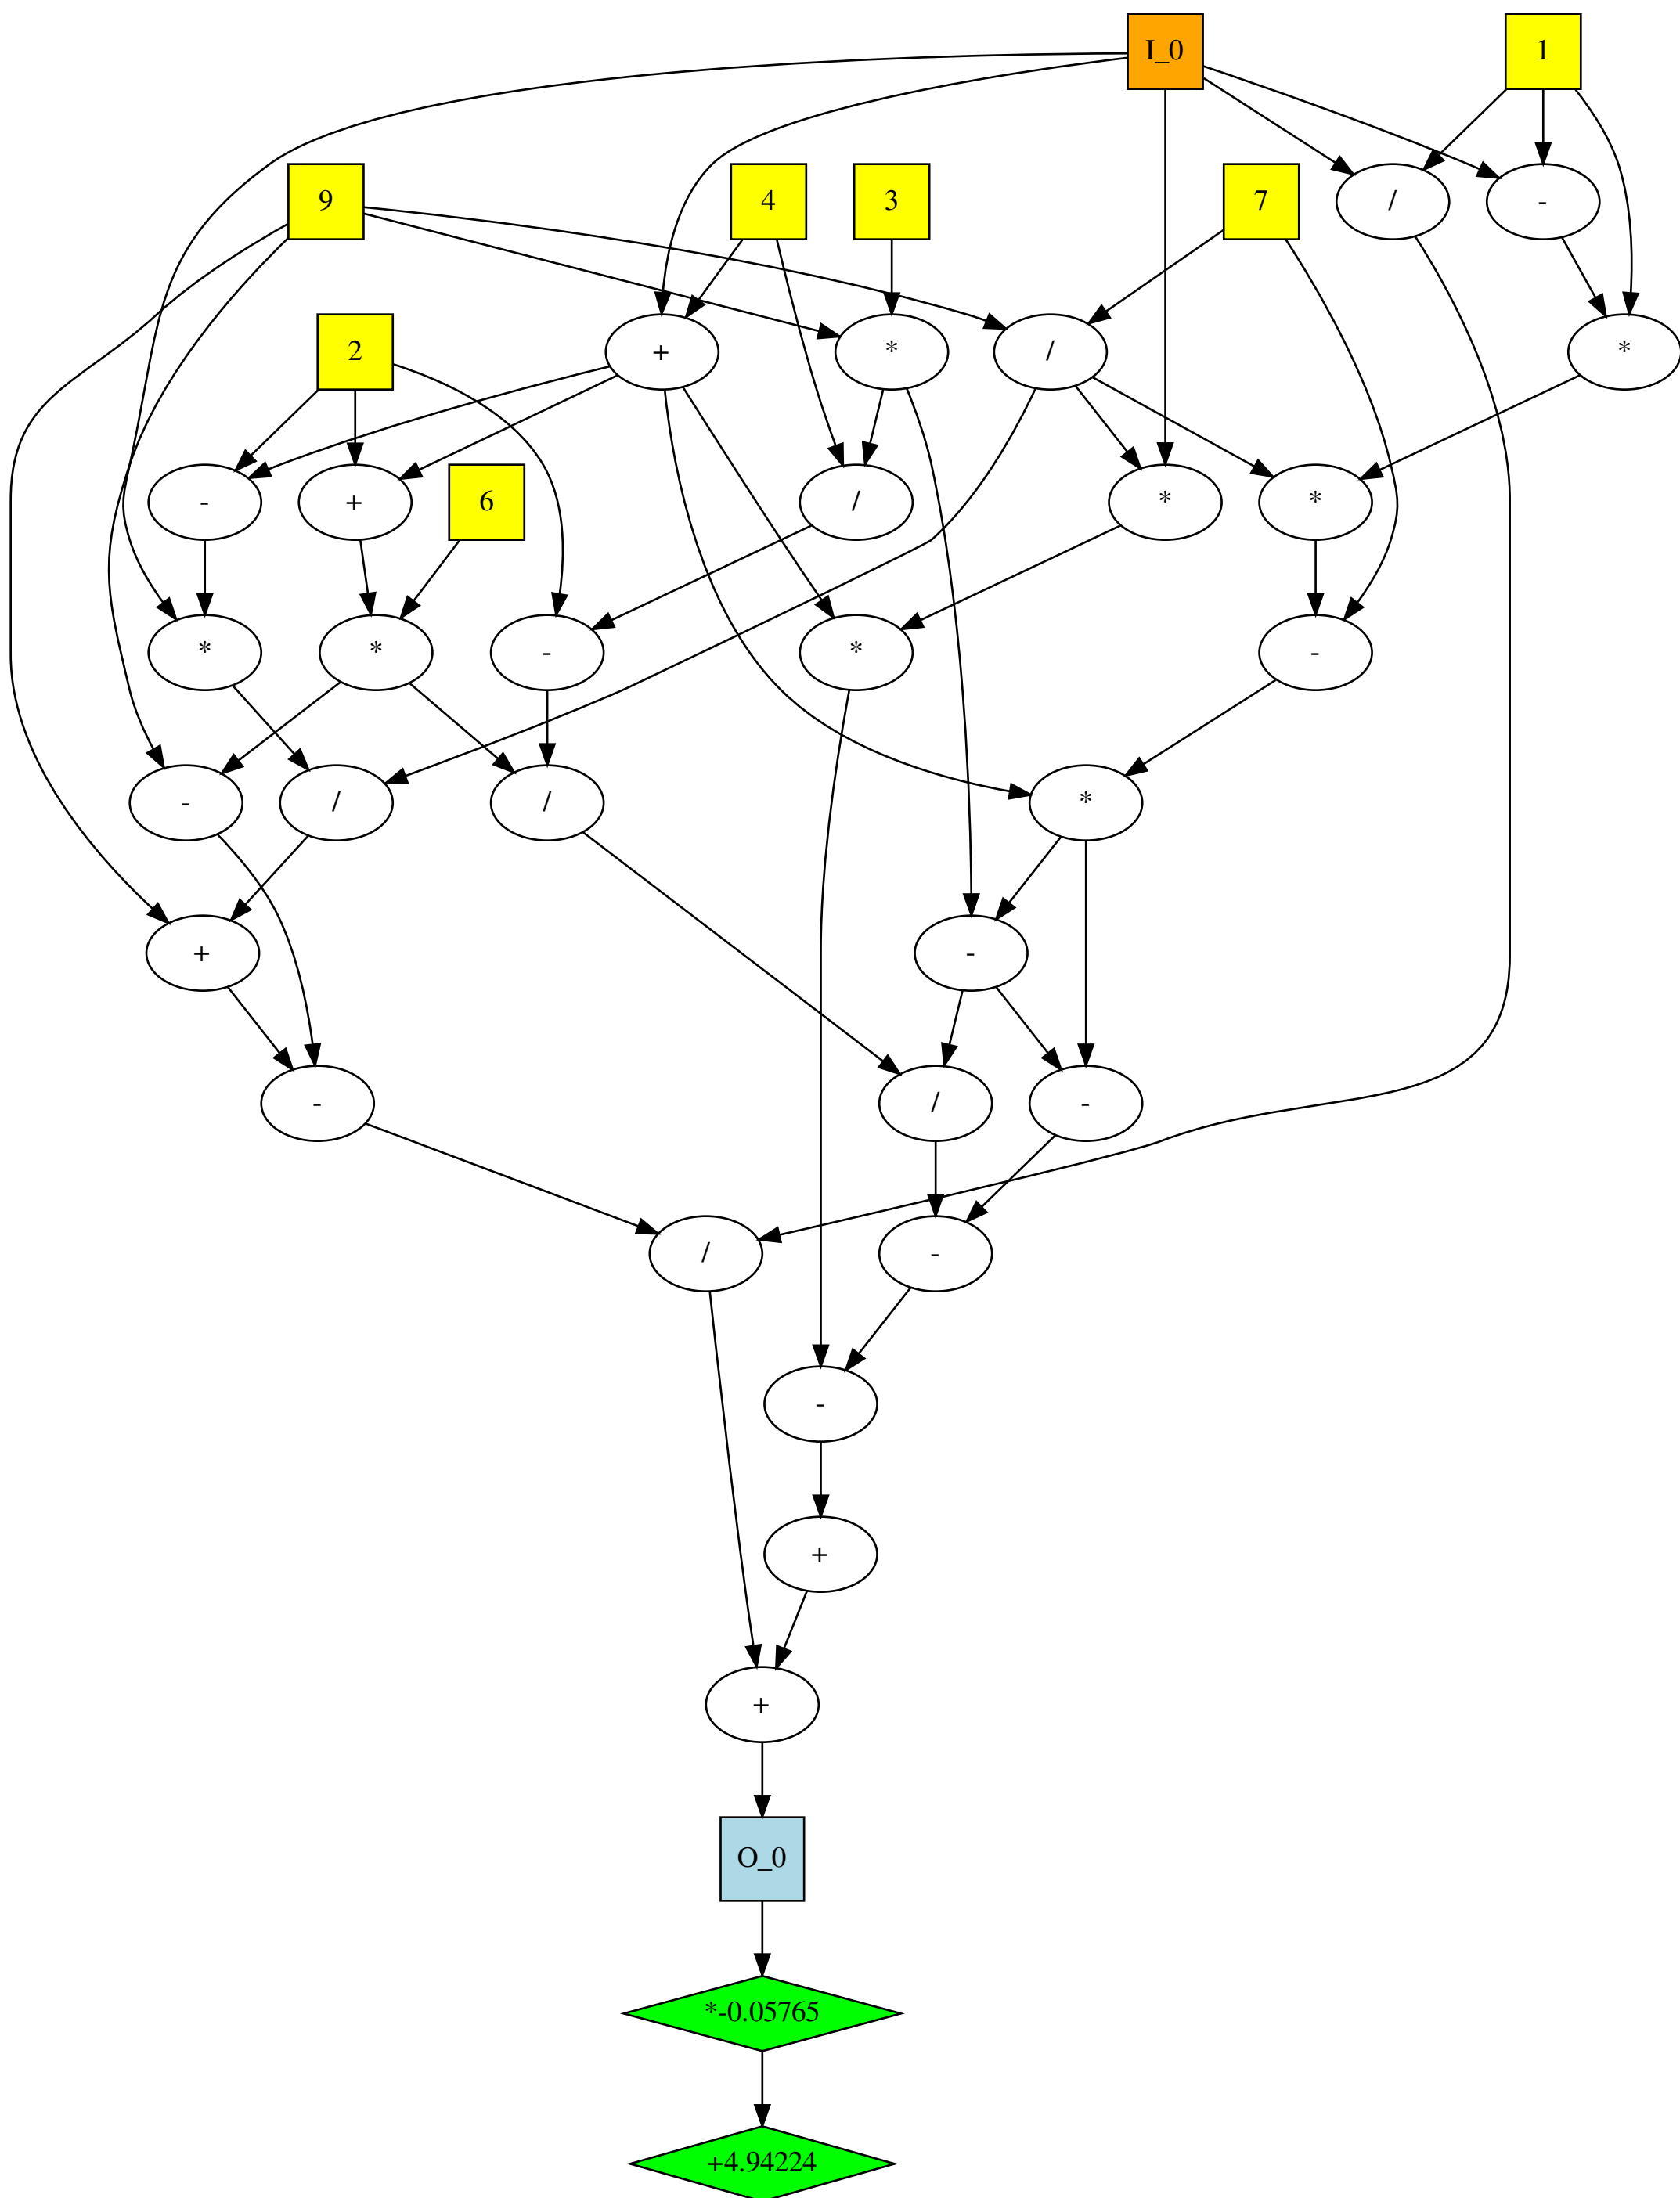 I_0 1
9 4 3 7 / -
2 + * / *
- + 6 / * *
* * - * -
- / / *
+ -
- / -
/ -
-
+
+
O_0
*-0.05765
+4.94224